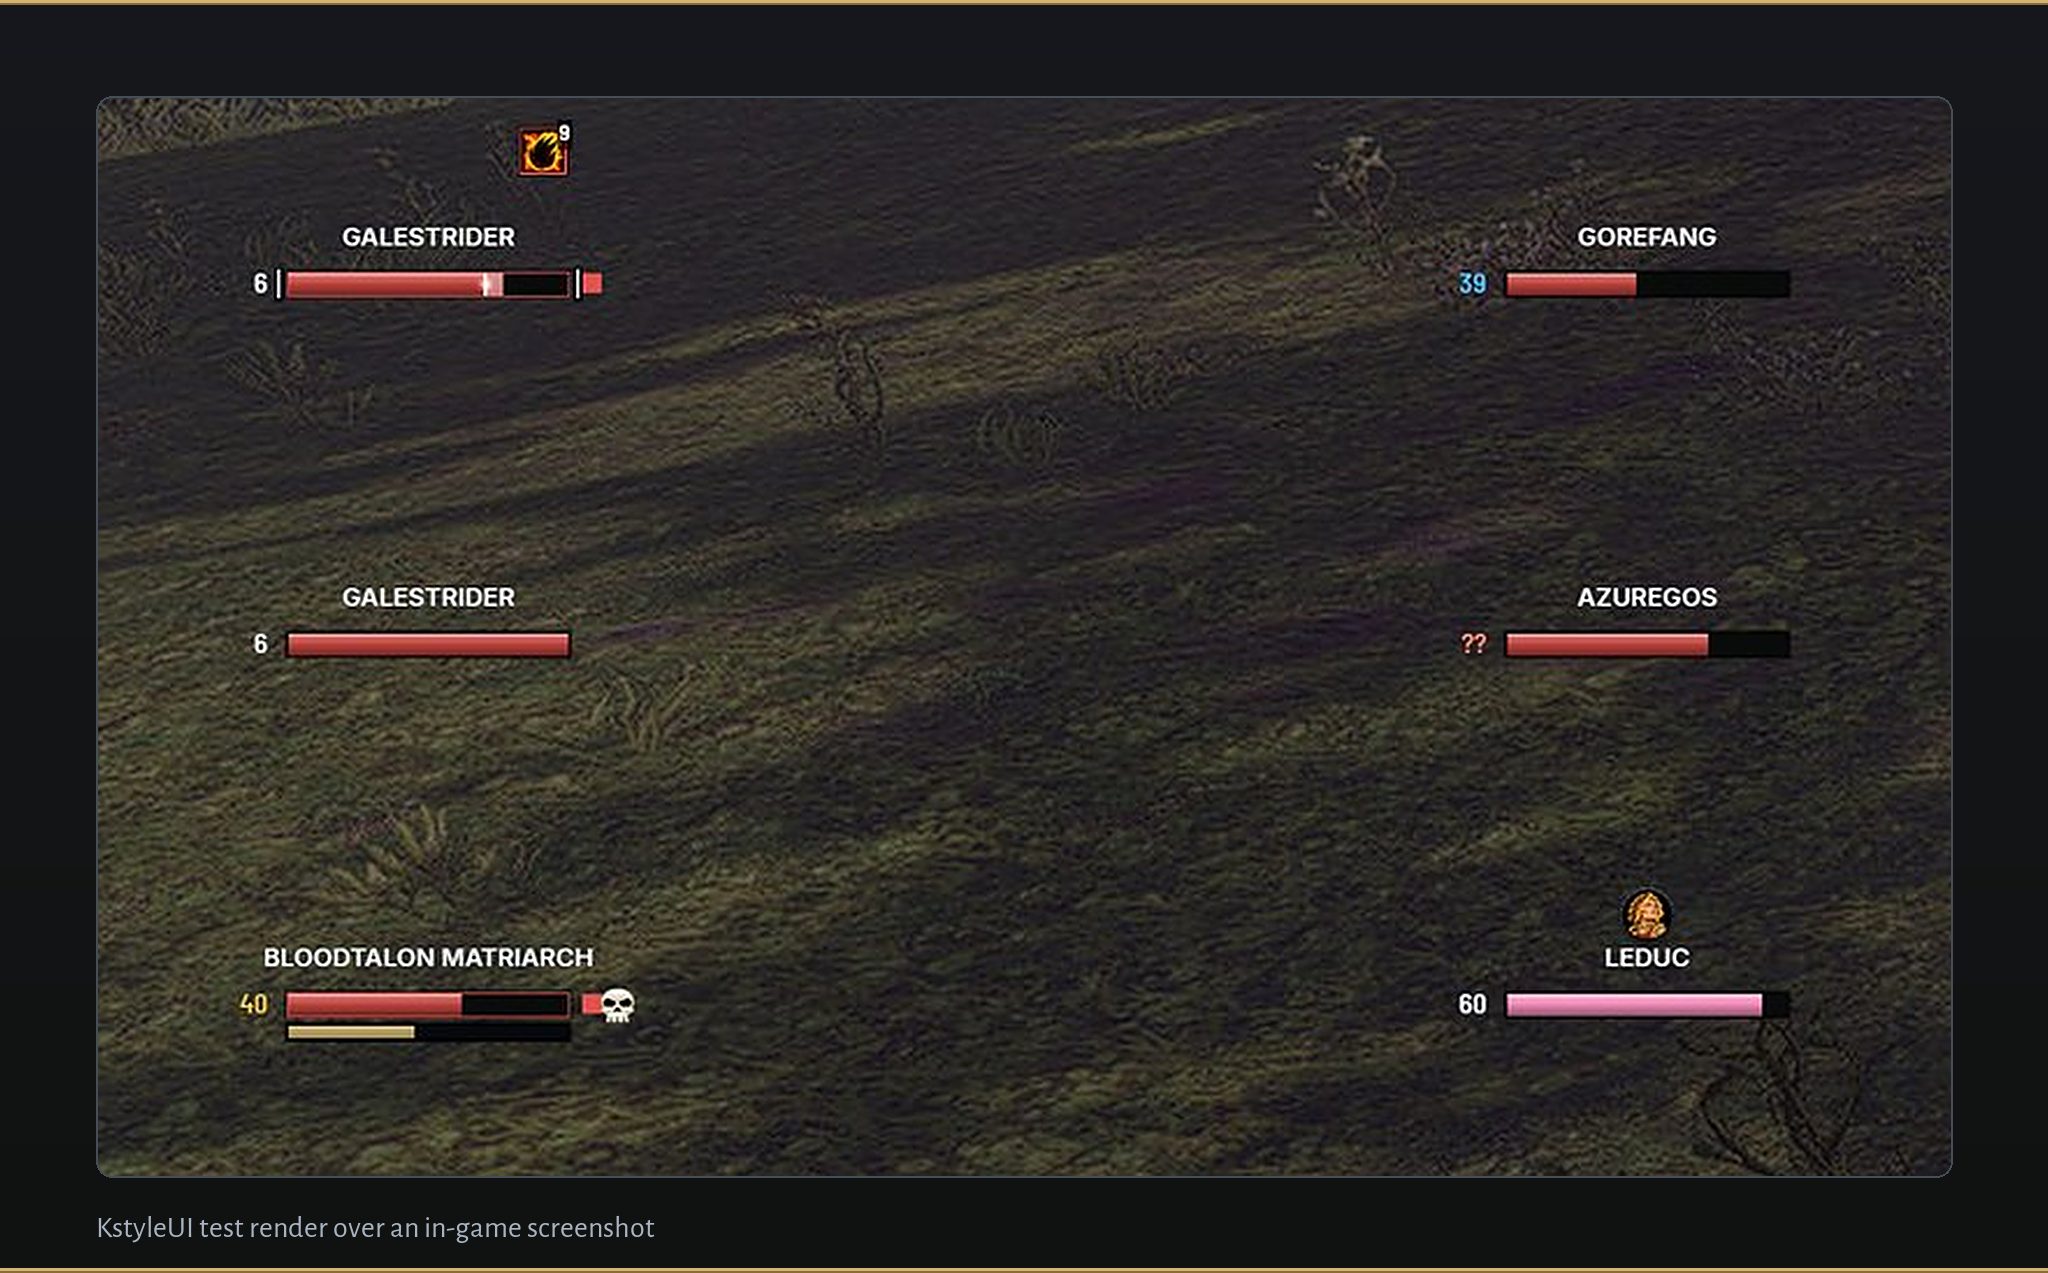 9
GALESTRIDER
6
GOREFANG
39
GALESTRIDER
6
AZUREGOS
??
BLOODTALON MATRIARCH
40
LEDUC
60
KstyleUI test render over an in-game screenshot